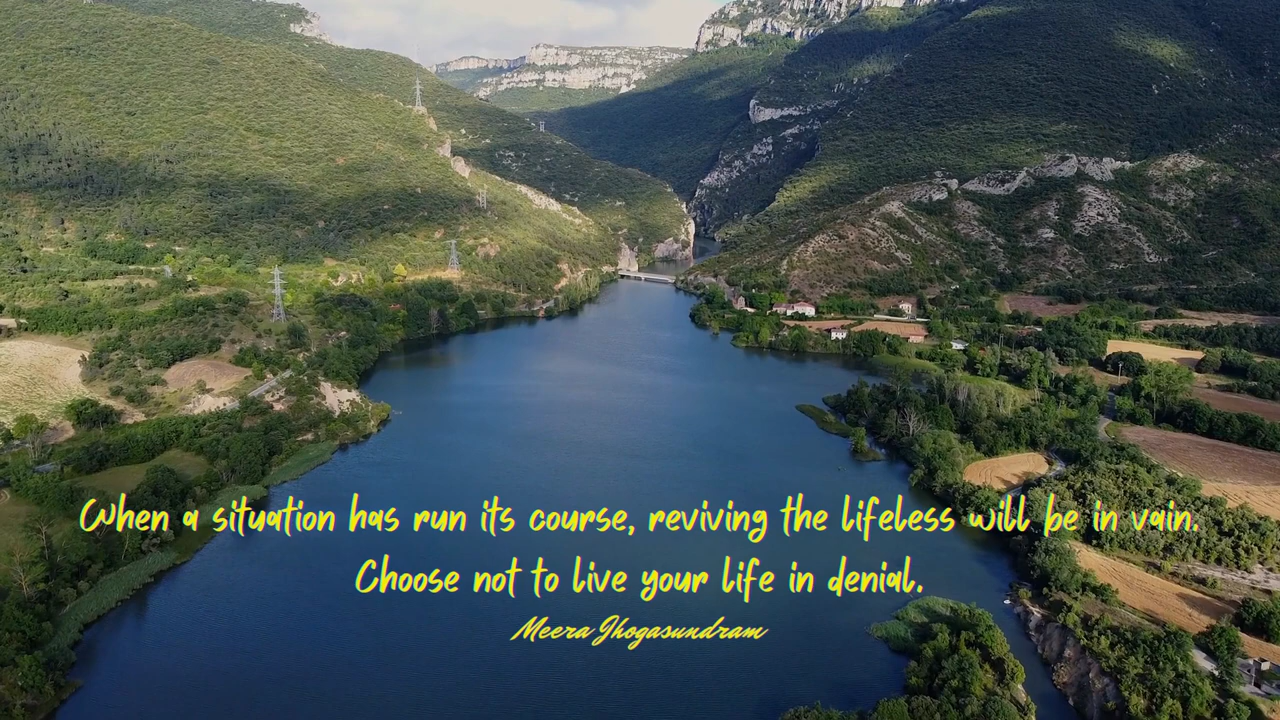 When a situation has run its course, reviving the lifeless will be in vain.
Choose not to live your life in denial.
Meera Jhogasundram